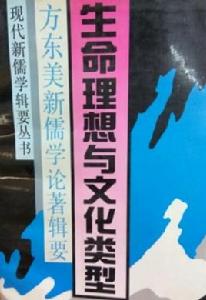 现代新儒学辑要丛书
方东美新儒学论著辑要
生命理想与文化类型